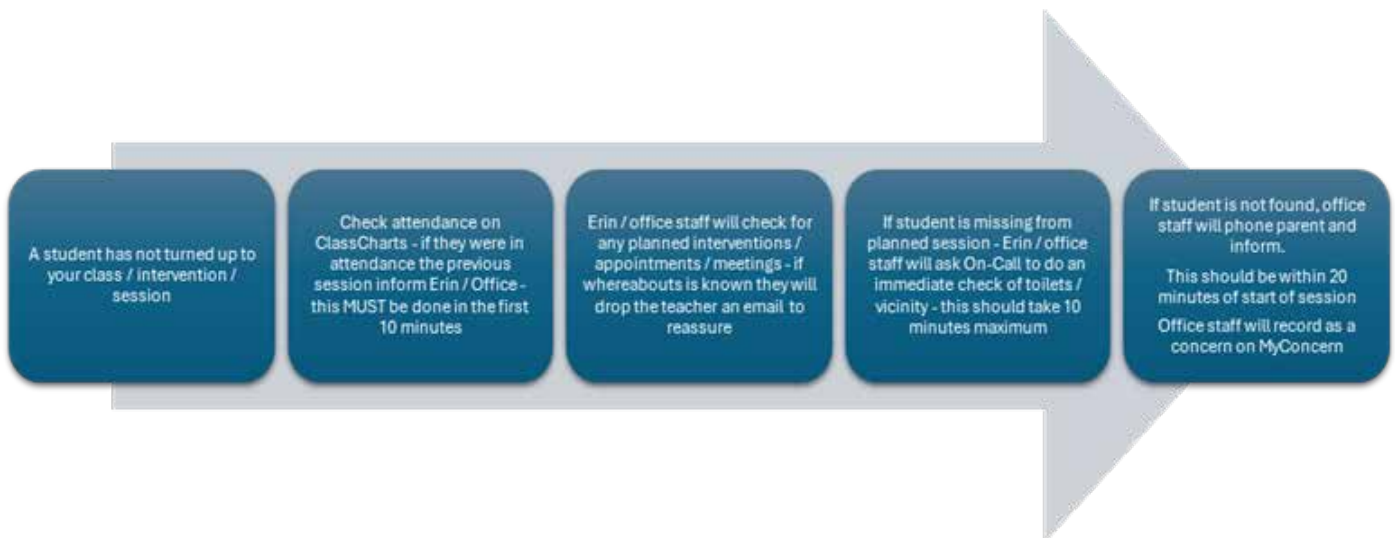 A student has not turned up to
your class / intervention /
session
Check attendance on
ClassCharts - if they were in
attendance the previous
session inform Erin / Office -
this MUST be done in the first
10 minutes
Erin / office staff will check for
any planned interventions /
appointments / meetings - if
whereabouts is known they will
drop the teacher an email to
reassure
If student is missing from
planned session - Erin / office
staff will ask On-Call to do an
immediate check of toilets /
vicinity - this should take 10
minutes maximum
If student is not found, office
staff will phone parent and
inform.
This should be within 20
minutes of start of session
Office staff will record as a
concern on MyConcern